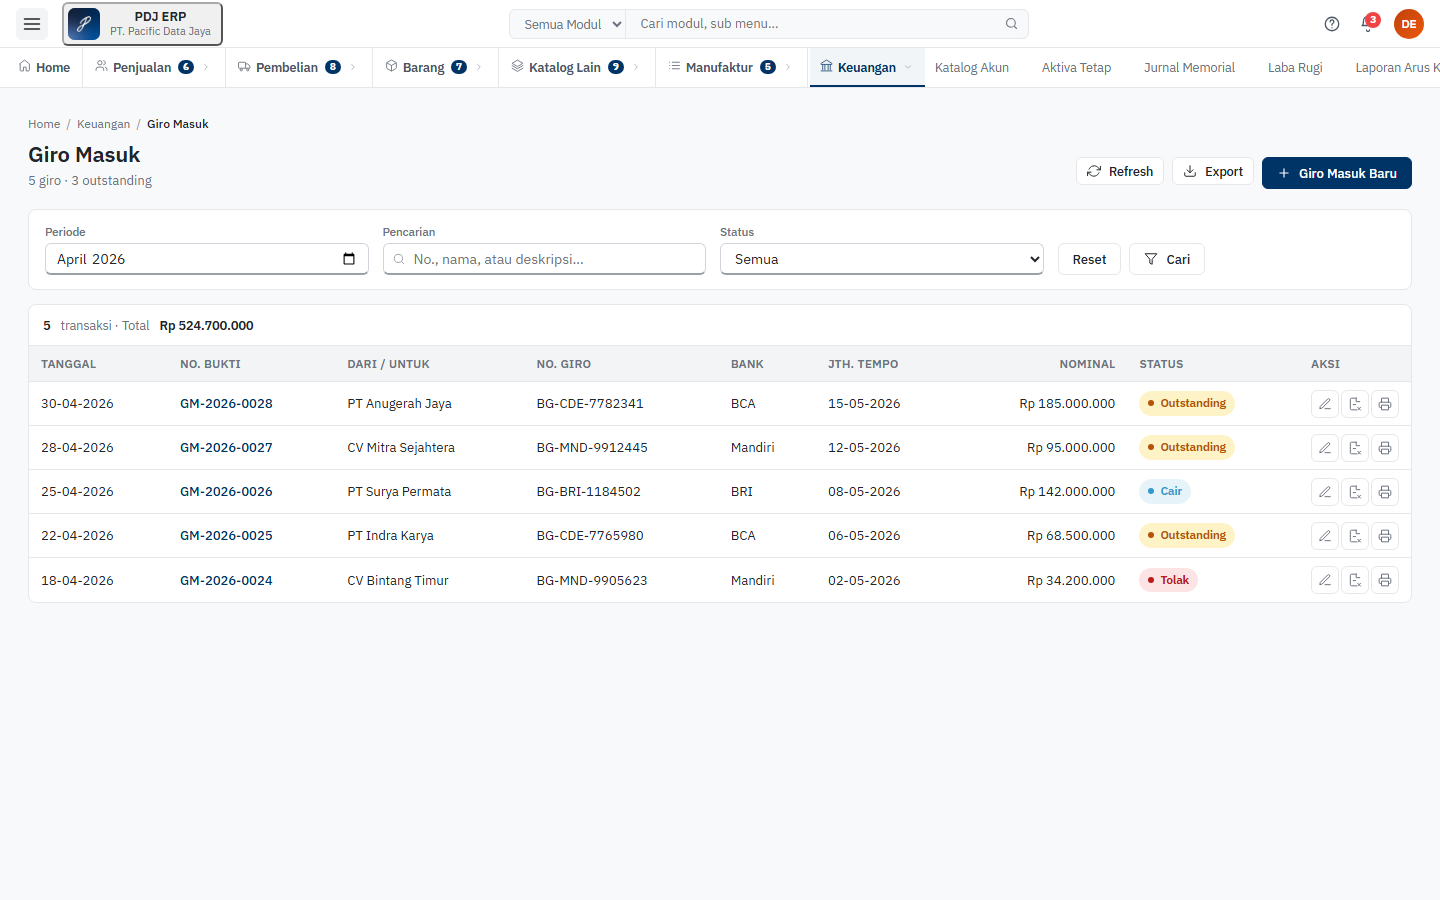 PDJ ERP
PT. Pacific Data Jaya
Semua Modul
Cari modul, sub menu...
3
DE
Home
Penjualan 6
Pembelian 8
Barang 7
Katalog Lain 9
Manufaktur 5
Keuangan
Katalog Akun
Aktiva Tetap
Jurnal Memorial
Laba Rugi
Laporan Arus K
Home / Keuangan / Giro Masuk
Giro Masuk
5 giro · 3 outstanding
Refresh
Export
Giro Masuk Baru
Periode
Pencarian
Status
April 2026
No., nama, atau deskripsi...
Semua
Reset
Cari
5 transaksi · Total Rp 524.700.000
TANGGAL NO. BUKTI DARI / UNTUK NO. GIRO BANK JTH. TEMPO NOMINAL STATUS AKSI
30-04-2026 GM-2026-0028 PT Anugerah Jaya BG-CDE-7782341 BCA 15-05-2026 Rp 185.000.000 Outstanding
28-04-2026 GM-2026-0027 CV Mitra Sejahtera BG-MND-9912445 Mandiri 12-05-2026 Rp 95.000.000 Outstanding
25-04-2026 GM-2026-0026 PT Surya Permata BG-BRI-1184502 BRI 08-05-2026 Rp 142.000.000 Cair
22-04-2026 GM-2026-0025 PT Indra Karya BG-CDE-7765980 BCA 06-05-2026 Rp 68.500.000 Outstanding
18-04-2026 GM-2026-0024 CV Bintang Timur BG-MND-9905623 Mandiri 02-05-2026 Rp 34.200.000 Tolak